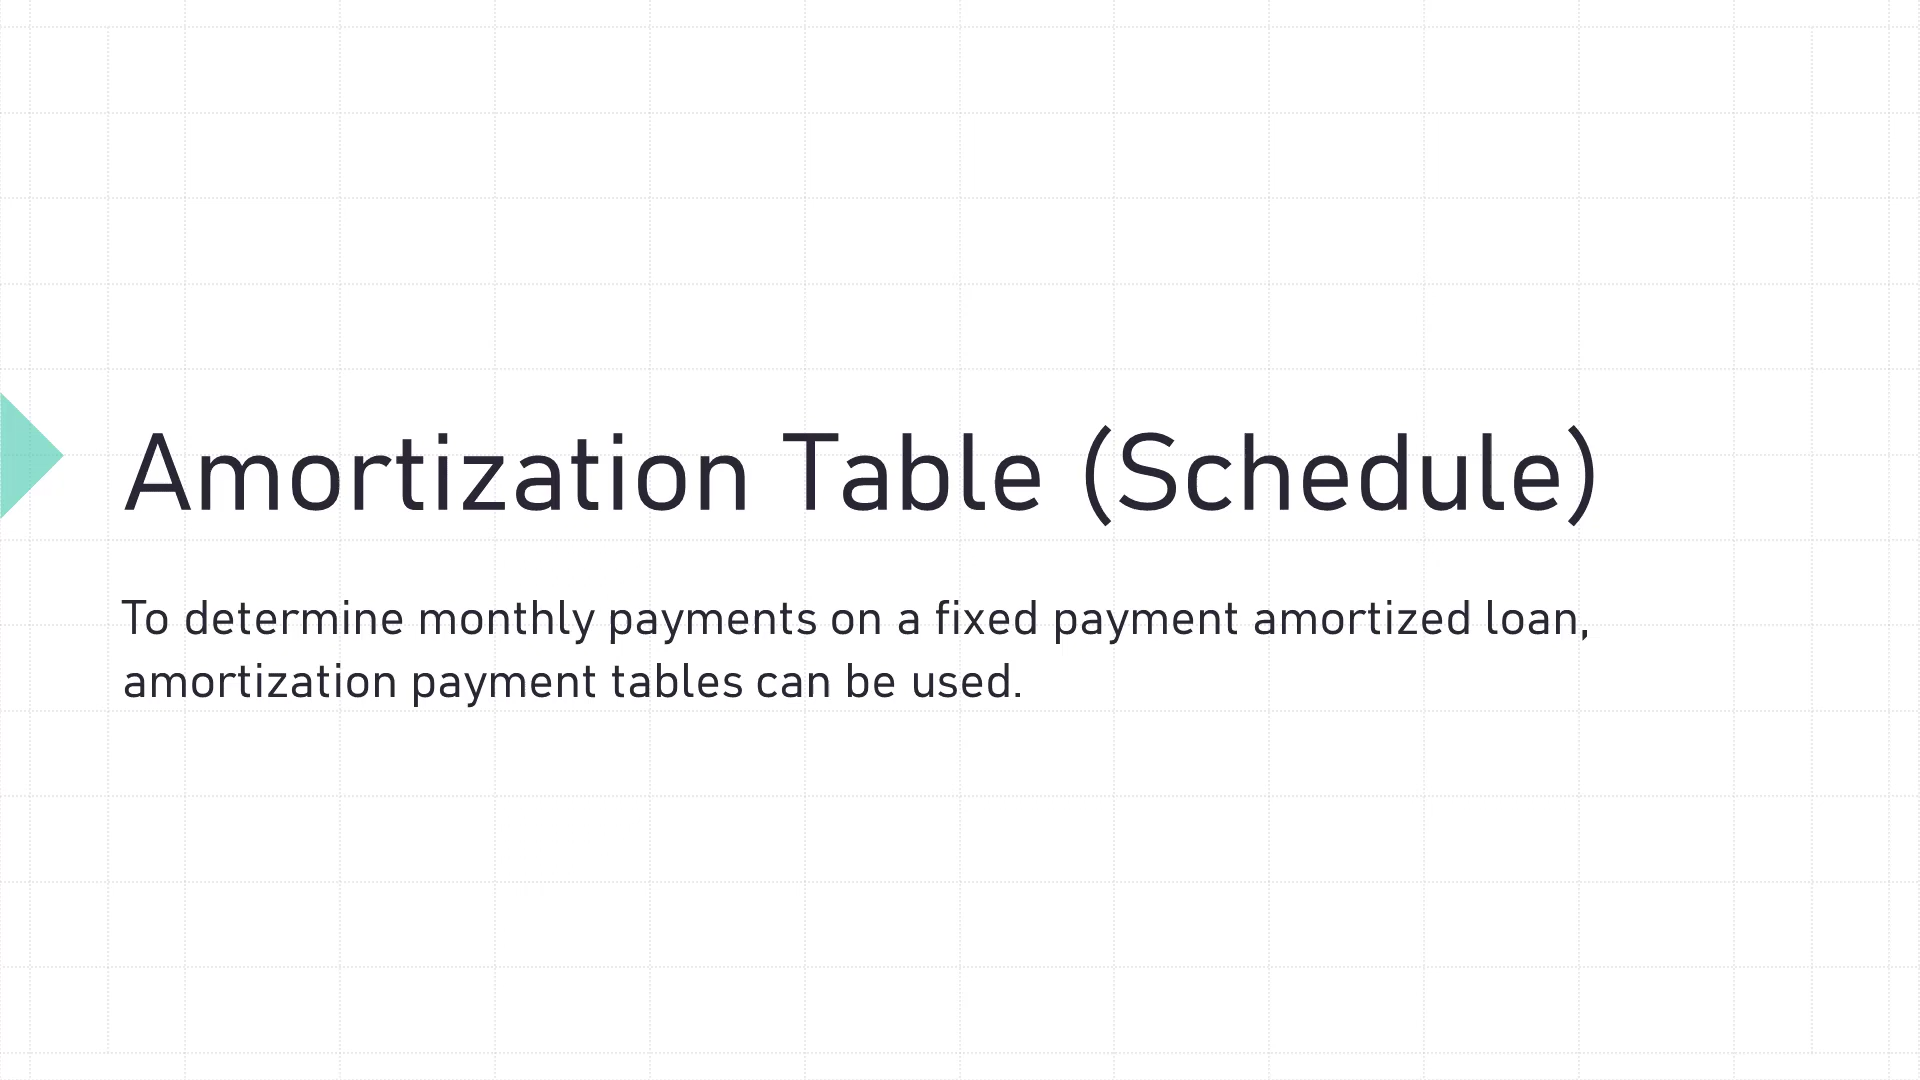 Amortization Table (Schedule)
To determine monthly payments on a fixed payment amortized loan,
amortization payment tables can be used.